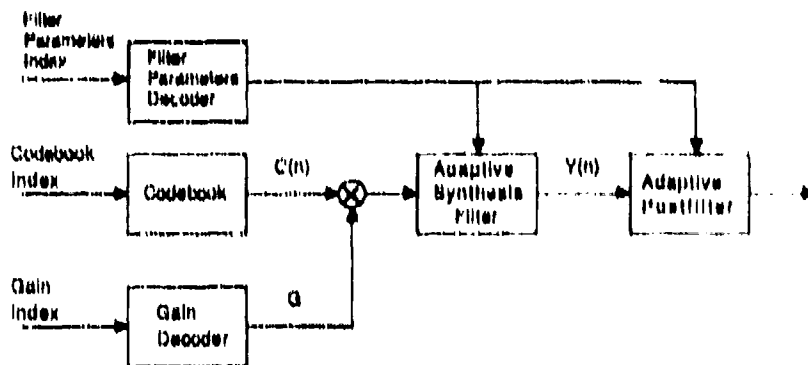 Filter
Parameters
Index
Filter
Parameters
Decoder
Codebook
Index
Codebook
C(n)
Adaptive
Synthesis
Filter
Y(n)
Adaptive
Postfilter
Gain
Index
Gain
Decoder
G